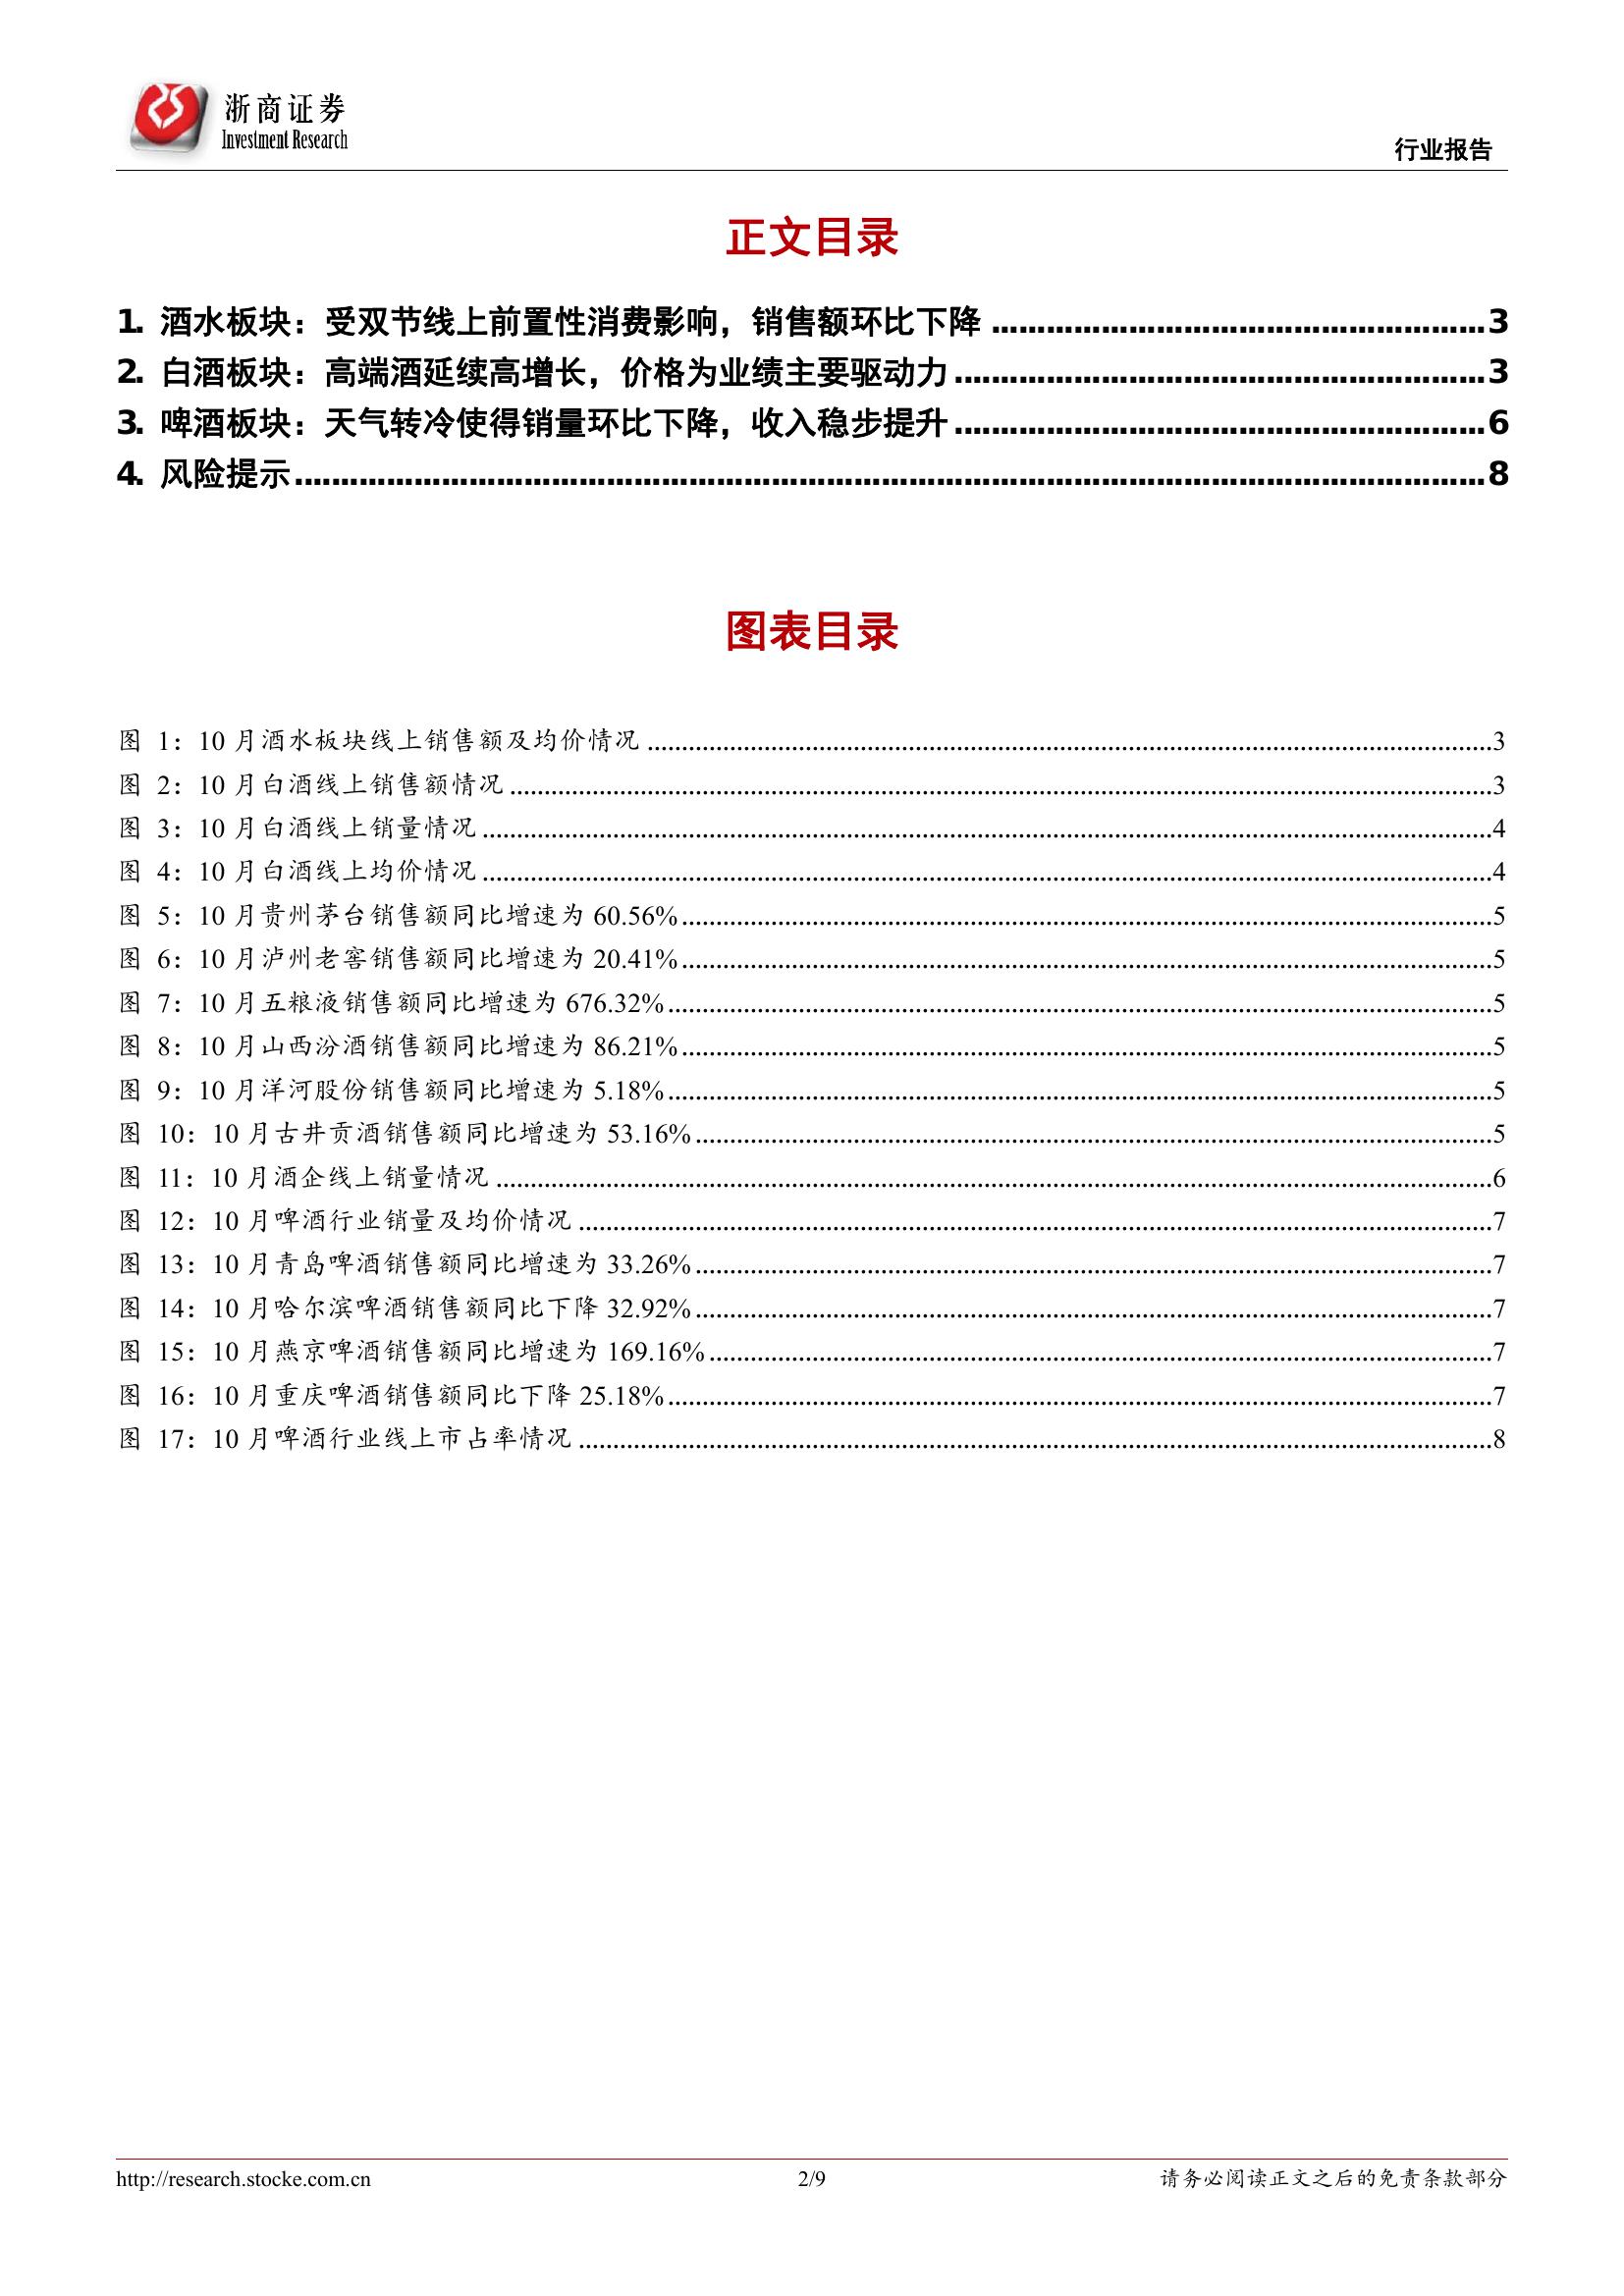 浙商证券
Investment Research
行业报告
正文目录
1. 酒水板块：受双节线上前置性消费影响，销售额环比下降 ........ 3
2. 白酒板块：高端酒延续高增长，价格为业绩主要驱动力 ........ 3
3. 啤酒板块：天气转冷使得销量环比下降，收入稳步提升 ........ 6
4. 风险提示 ........ 8
图表目录
图 1：10 月酒水板块线上销售额及均价情况 ........ 3
图 2：10 月白酒线上销售额情况 ........ 3
图 3：10 月白酒线上销量情况 ........ 4
图 4：10 月白酒线上均价情况 ........ 4
图 5：10 月贵州茅台销售额同比增速为 60.56% ........ 5
图 6：10 月泸州老窖销售额同比增速为 20.41% ........ 5
图 7：10 月五粮液销售额同比增速为 676.32% ........ 5
图 8：10 月山西汾酒销售额同比增速为 86.21% ........ 5
图 9：10 月洋河股份销售额同比增速为 5.18% ........ 5
图 10：10 月古井贡酒销售额同比增速为 53.16% ........ 5
图 11：10 月酒企线上销量情况 ........ 6
图 12：10 月啤酒行业销量及均价情况 ........ 7
图 13：10 月青岛啤酒销售额同比增速为 33.26% ........ 7
图 14：10 月哈尔滨啤酒销售额同比下降 32.92% ........ 7
图 15：10 月燕京啤酒销售额同比增速为 169.16% ........ 7
图 16：10 月重庆啤酒销售额同比下降 25.18% ........ 7
图 17：10 月啤酒行业线上市占率情况 ........ 8
http://research.stocke.com.cn
2/9
请务必阅读正文之后的免责条款部分